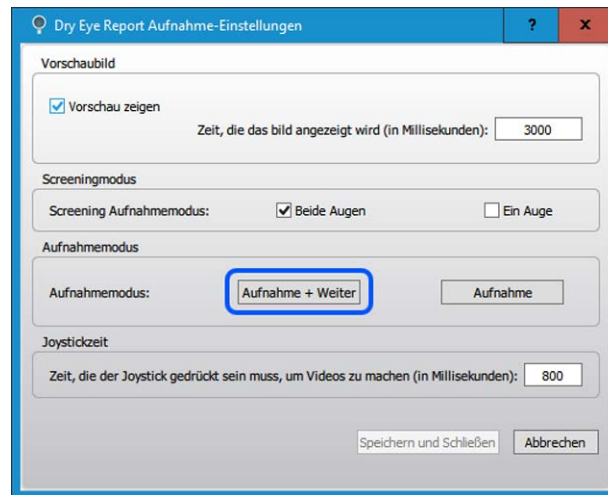 Dry Eye Report Aufnahme-Einstellungen ? x
Vorschaubild
Vorschau zeigen
Zeit, die das bild angezeigt wird (in Millisekunden): 3000
Screeningmodus
Screening Aufnahmemodus: Beide Augen Ein Auge
Aufnahmemodus
Aufnahmemodus: Aufnahme + Weiter Aufnahme
Joystickzeit
Zeit, die der Joystick gedrückt sein muss, um Videos zu machen (in Millisekunden): 800
Speichern und Schließen Abbrechen